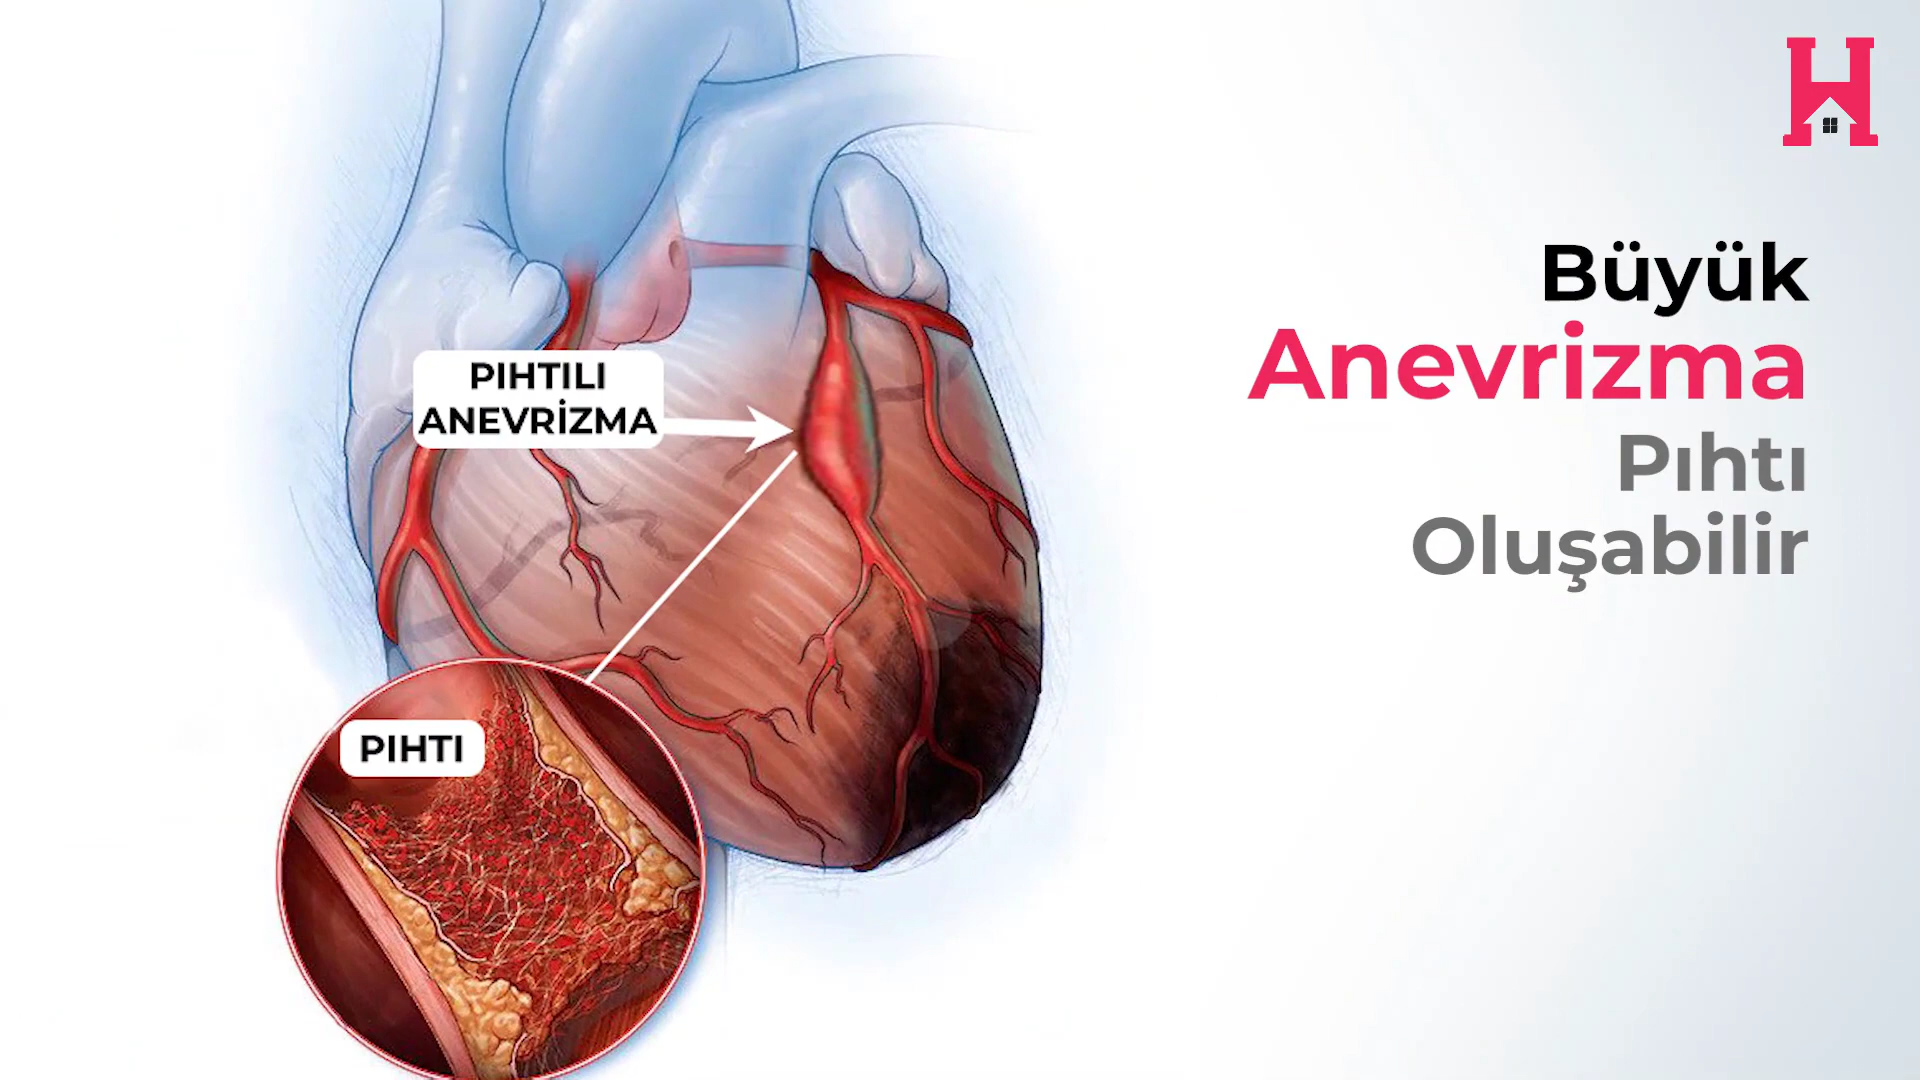 PIHTILI
ANEVRİZMA
PIHTI
Büyük
Anevrizma
Pıhtı
Oluşabilir